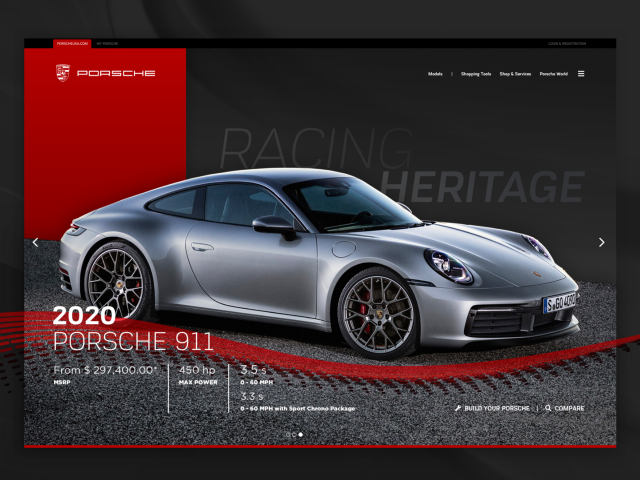 PORSCHEUSA.COM
MY PORSCHE
LOGIN & REGISTRATION
PORSCHE
Models | Shopping Tools Shop & Services Porsche World
RACING
HERITAGE
2020
PORSCHE 911
From $ 297,400.00*
MSRP
450 hp
MAX POWER
3.5 s
0 - 60 MPH
3.3 s
0 - 60 MPH with Sport Chrono Package
BUILD YOUR PORSCHE | COMPARE